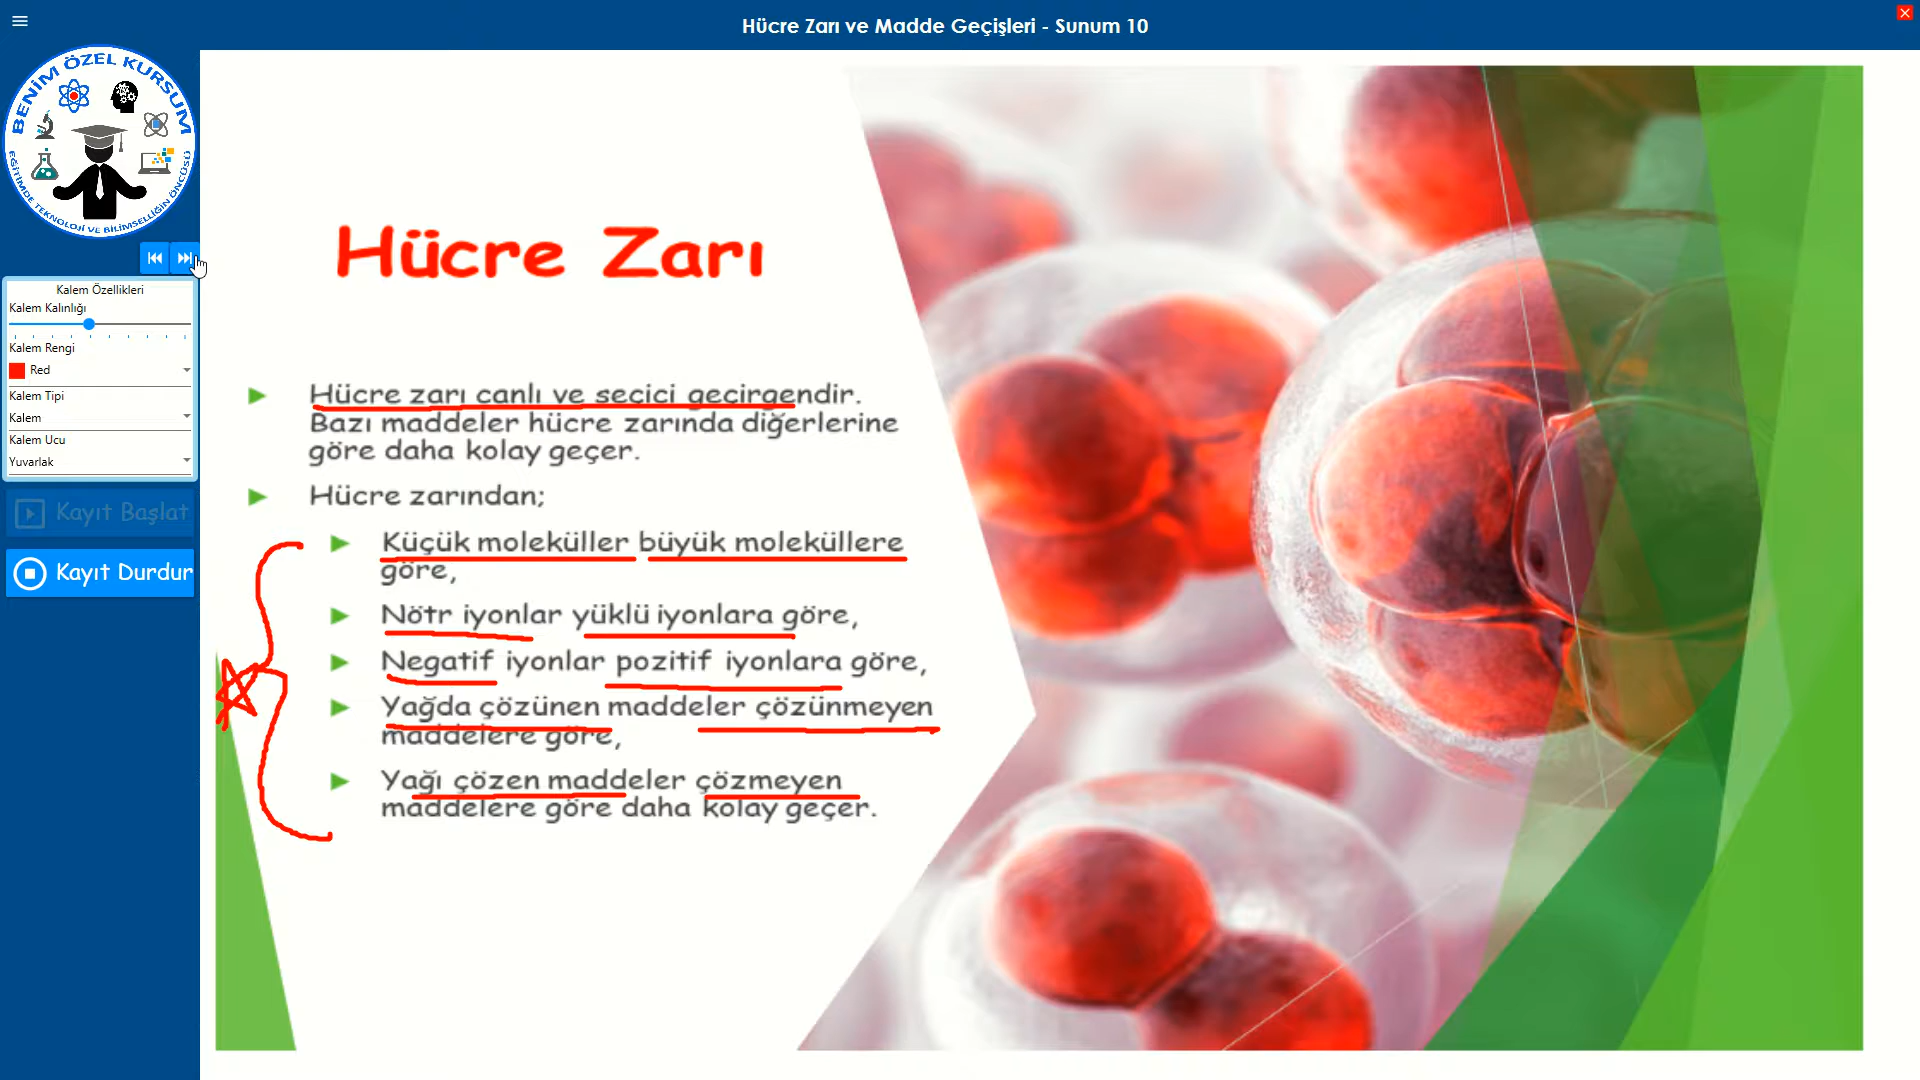 Hücre Zarı ve Madde Geçişleri - Sunum 10
BENİM ÖZEL KURSUM
EĞİTİMDE TEKNOLOJİ VE BİLİMSELLİĞİN ÖNCÜSÜ
Kalem Özellikleri
Kalem Kalınlığı
Kalem Rengi
Red
Kalem Tipi
Kalem
Kalem Ucu
Yuvarlak
Kayıt Başlat
Kayıt Durdur
Hücre Zarı
Hücre zarı canlı ve seçici geçirgendir.
Bazı maddeler hücre zarında diğerlerine
göre daha kolay geçer.
Hücre zarından;
Küçük moleküller büyük moleküllere
göre,
Nötr iyonlar yüklü iyonlara göre,
Negatif iyonlar pozitif iyonlara göre,
Yağda çözünen maddeler çözünmeyen
maddelere göre,
Yağı çözen maddeler çözmeyen
maddelere göre daha kolay geçer.